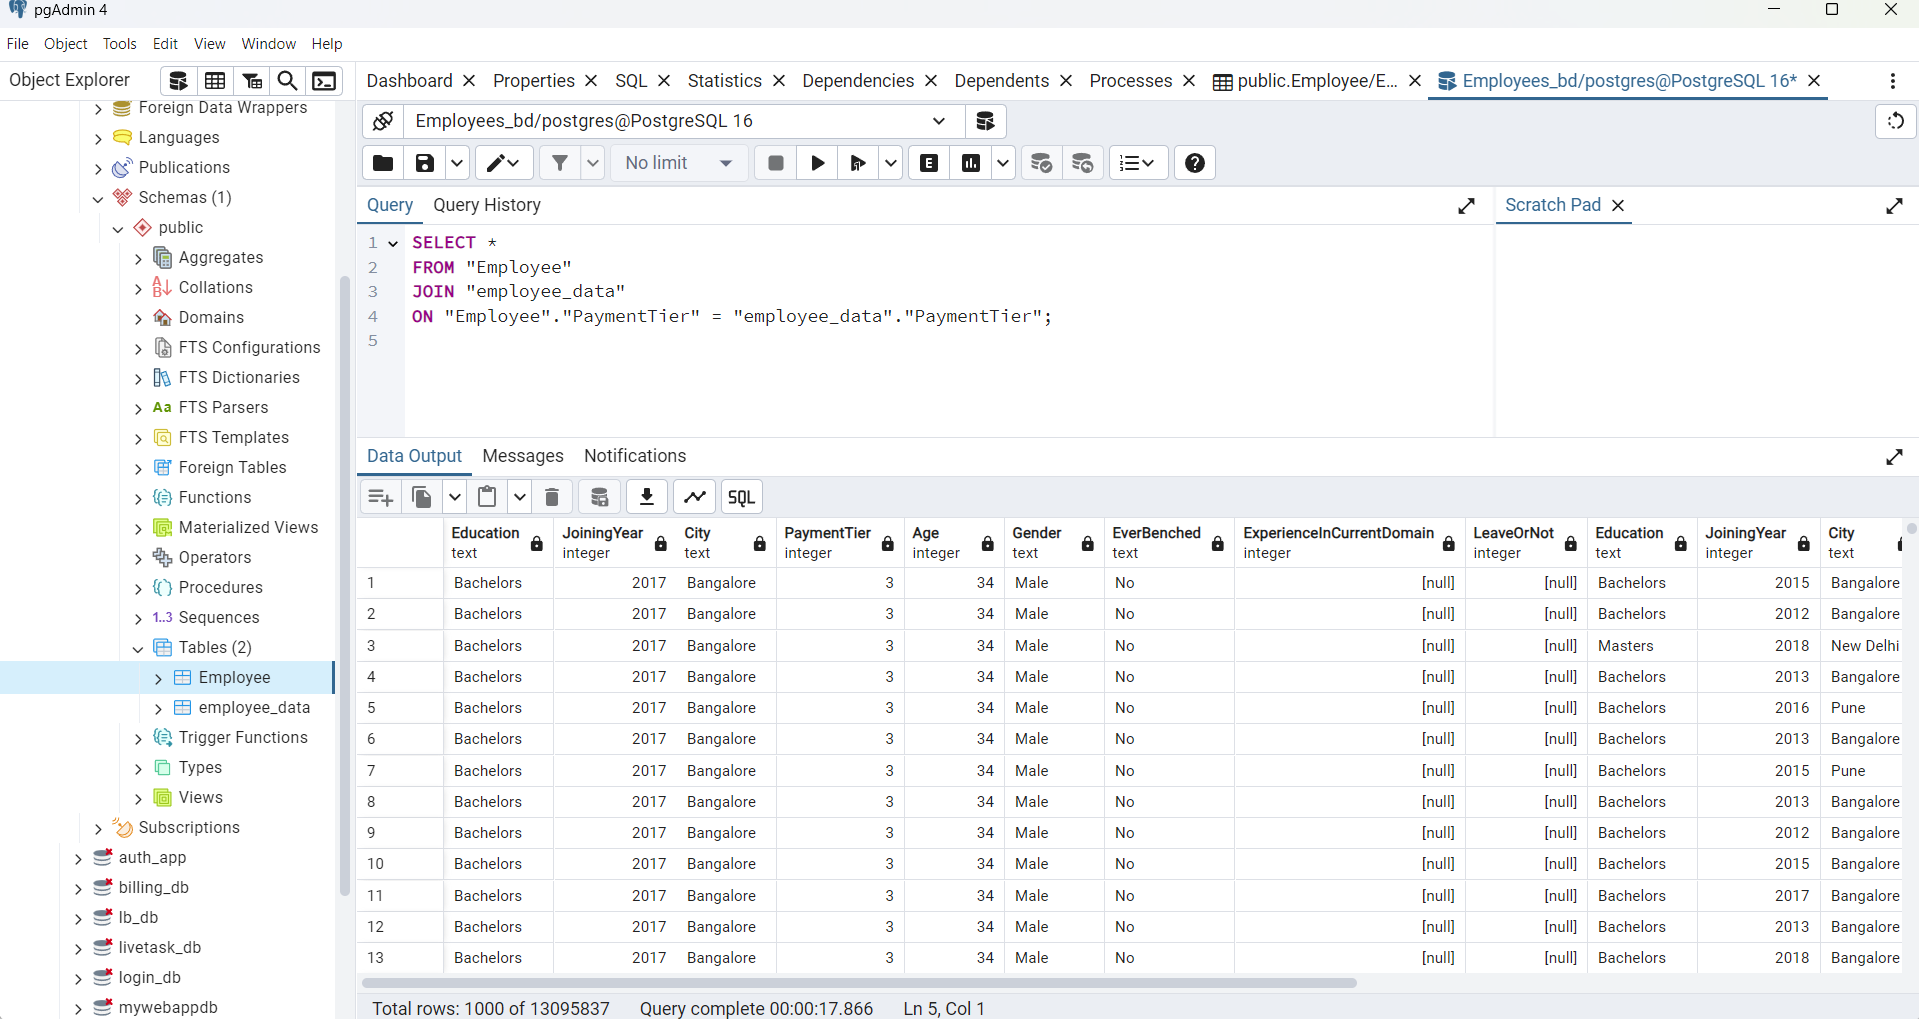 pgAdmin 4
File Object Tools Edit View Window Help
Object Explorer
Dashboard Properties SQL Statistics Dependencies Dependents Processes public.Employee/E... Employees_bd/postgres@PostgreSQL 16*
Foreign Data Wrappers
Languages
Publications
Schemas (1)
public
Aggregates
Collations
Domains
FTS Configurations
FTS Dictionaries
Aa FTS Parsers
FTS Templates
Foreign Tables
Functions
Materialized Views
Operators
Procedures
1..3 Sequences
Tables (2)
Employee
employee_data
Trigger Functions
Types
Views
Subscriptions
auth_app
billing_db
lb_db
livetask_db
login_db
mywebappdb
Employees_bd/postgres@PostgreSQL 16
No limit E
Query Query History
Scratch Pad
1 SELECT *
2 FROM "Employee"
3 JOIN "employee_data"
4 ON "Employee"."PaymentTier" = "employee_data"."PaymentTier";
5
Data Output Messages Notifications
SQL
Education JoiningYear City PaymentTier Age Gender EverBenched ExperienceInCurrentDomain LeaveOrNot Education JoiningYear City
text integer text integer integer text text integer integer text integer text
1 Bachelors 2017 Bangalore 3 34 Male No [null] [null] Bachelors 2015 Bangalore
2 Bachelors 2017 Bangalore 3 34 Male No [null] [null] Bachelors 2012 Bangalore
3 Bachelors 2017 Bangalore 3 34 Male No [null] [null] Masters 2018 New Delhi
4 Bachelors 2017 Bangalore 3 34 Male No [null] [null] Bachelors 2013 Bangalore
5 Bachelors 2017 Bangalore 3 34 Male No [null] [null] Bachelors 2016 Pune
6 Bachelors 2017 Bangalore 3 34 Male No [null] [null] Bachelors 2013 Bangalore
7 Bachelors 2017 Bangalore 3 34 Male No [null] [null] Bachelors 2015 Pune
8 Bachelors 2017 Bangalore 3 34 Male No [null] [null] Bachelors 2013 Bangalore
9 Bachelors 2017 Bangalore 3 34 Male No [null] [null] Bachelors 2012 Bangalore
10 Bachelors 2017 Bangalore 3 34 Male No [null] [null] Bachelors 2015 Bangalore
11 Bachelors 2017 Bangalore 3 34 Male No [null] [null] Bachelors 2017 Bangalore
12 Bachelors 2017 Bangalore 3 34 Male No [null] [null] Bachelors 2013 Bangalore
13 Bachelors 2017 Bangalore 3 34 Male No [null] [null] Bachelors 2018 Bangalore
Total rows: 1000 of 13095837 Query complete 00:00:17.866 Ln 5, Col 1